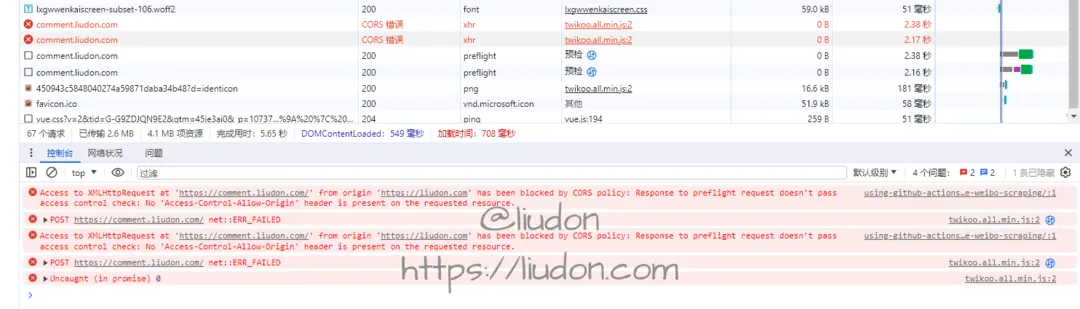 lxgwwenkaiscreen-subset-106.woff2 200 font lxgwwenkaiscreen.css 59.0 kB 51 毫秒
comment.liudon.com CORS 错误 xhr twikoo.all.min.js:2 0 B 2.38 秒
comment.liudon.com CORS 错误 xhr twikoo.all.min.js:2 0 B 2.17 秒
comment.liudon.com 200 preflight 预检 0 B 2.38 秒
comment.liudon.com 200 preflight 预检 0 B 2.16 秒
450943c5848040274a59871daba34b48?d=identicon 200 png twikoo.all.min.js:2 16.6 kB 181 毫秒
favicon.ico 200 vnd.microsoft.icon 其他 51.9 kB 58 毫秒
204 ping vue.js:194 259 B 51 毫秒
67 个请求 已传输 2.6 MB 4.1 MB 项资源 完成用时：5.65 秒 DOMContentLoaded: 549 毫秒 加载时间：708 毫秒
控制台 网络状况 问题
top 过滤 默认级别 4 个问题: 2 2 1 条已隐藏
Access to XMLHttpRequest at 'https://comment.liudon.com/' from origin 'https://liudon.com' has been blocked by CORS policy: Response to preflight request doesn't pass using-github-actions…e-weibo-scraping/:1
access control check: No 'Access-Control-Allow-Origin' header is present on the requested resource.
POST https://comment.liudon.com/ net::ERR_FAILED twikoo.all.min.js:2
Access to XMLHttpRequest at 'https://comment.liudon.com/' from origin 'https://liudon.com' has been blocked by CORS policy: Response to preflight request doesn't pass using-github-actions…e-weibo-scraping/:1
access control check: No 'Access-Control-Allow-Origin' header is present on the requested resource.
POST https://comment.liudon.com/ net::ERR_FAILED twikoo.all.min.js:2
Uncaught (in promise) 0 twikoo.all.min.js:2
@liudon
https://liudon.com